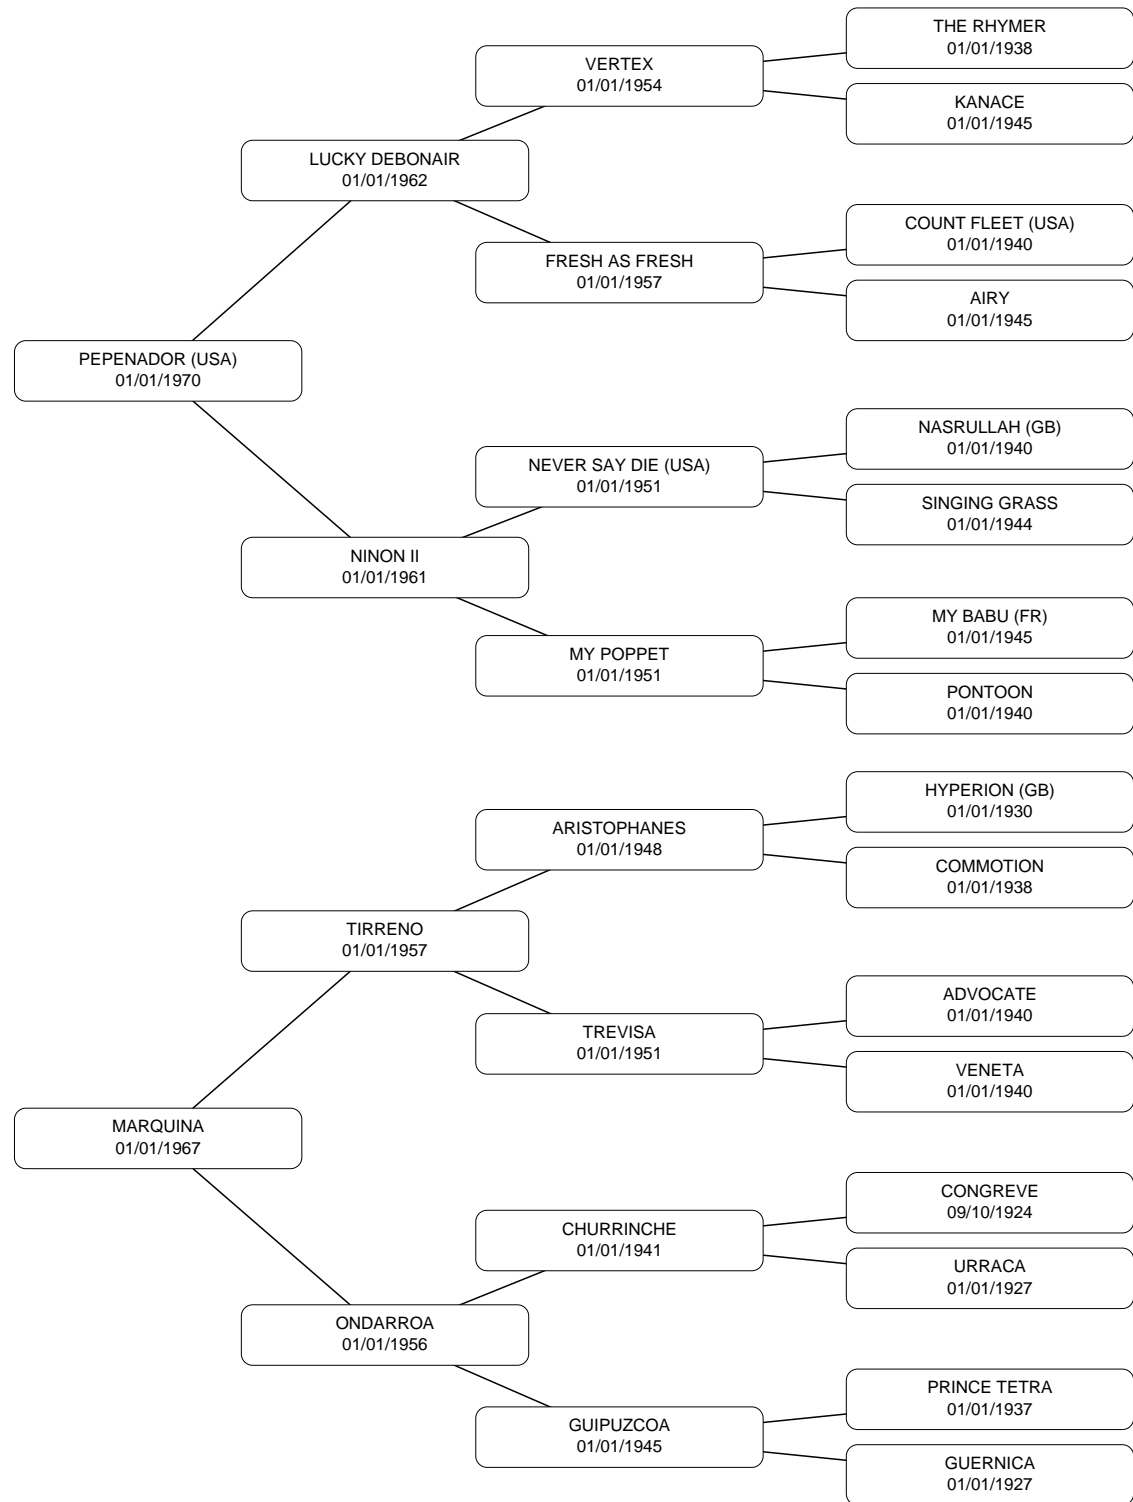 THE RHYMER
01/01/1938
VERTEX
01/01/1954
KANACE
01/01/1945
LUCKY DEBONAIR
01/01/1962
COUNT FLEET (USA)
01/01/1940
FRESH AS FRESH
01/01/1957
AIRY
01/01/1945
PEPENADOR (USA)
01/01/1970
NASRULLAH (GB)
01/01/1940
NEVER SAY DIE (USA)
01/01/1951
SINGING GRASS
01/01/1944
NINON II
01/01/1961
MY BABU (FR)
01/01/1945
MY POPPET
01/01/1951
PONTOON
01/01/1940
HYPERION (GB)
01/01/1930
ARISTOPHANES
01/01/1948
COMMOTION
01/01/1938
TIRRENO
01/01/1957
ADVOCATE
01/01/1940
TREVISA
01/01/1951
VENETA
01/01/1940
MARQUINA
01/01/1967
CONGREVE
09/10/1924
CHURRINCHE
01/01/1941
URRACA
01/01/1927
ONDARROA
01/01/1956
PRINCE TETRA
01/01/1937
GUIPUZCOA
01/01/1945
GUERNICA
01/01/1927